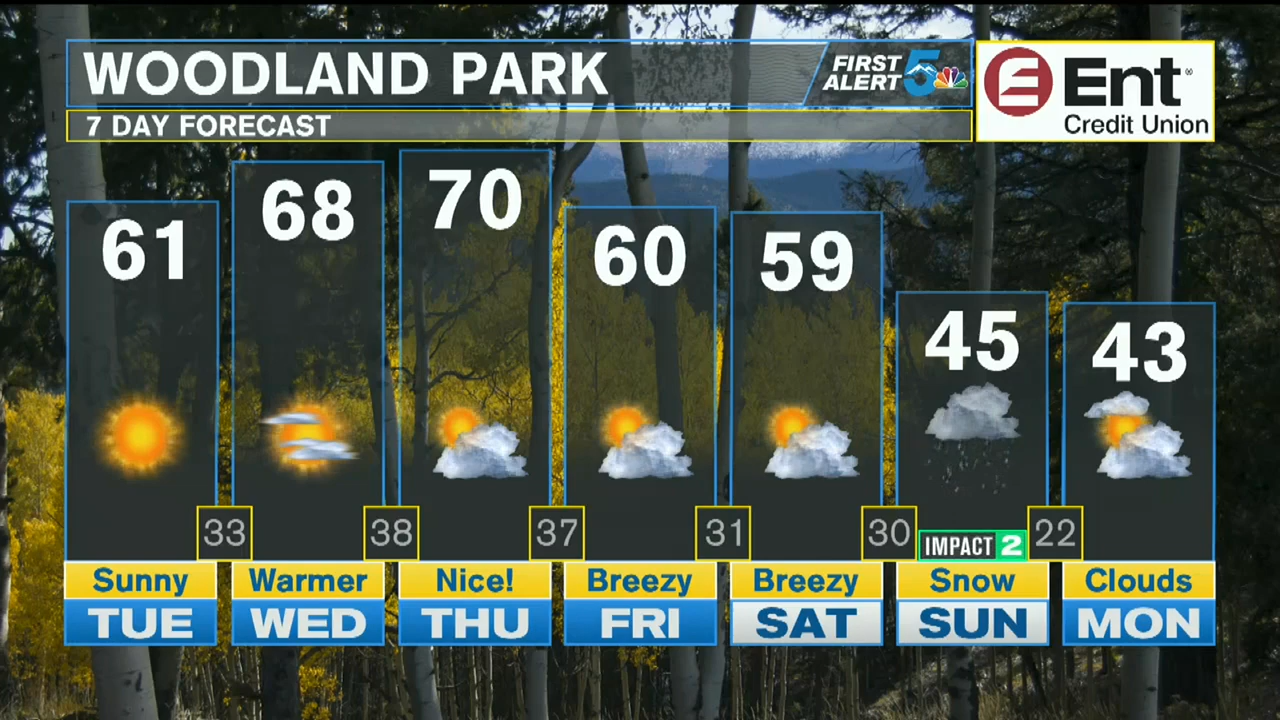 WOODLAND PARK
FIRST ALERT 5
Ent
Credit Union
7 DAY FORECAST
61 68 70 60 59 45 43
33 38 37 31 30 22
IMPACT 2
Sunny Warmer Nice! Breezy Breezy Snow Clouds
TUE WED THU FRI SAT SUN MON